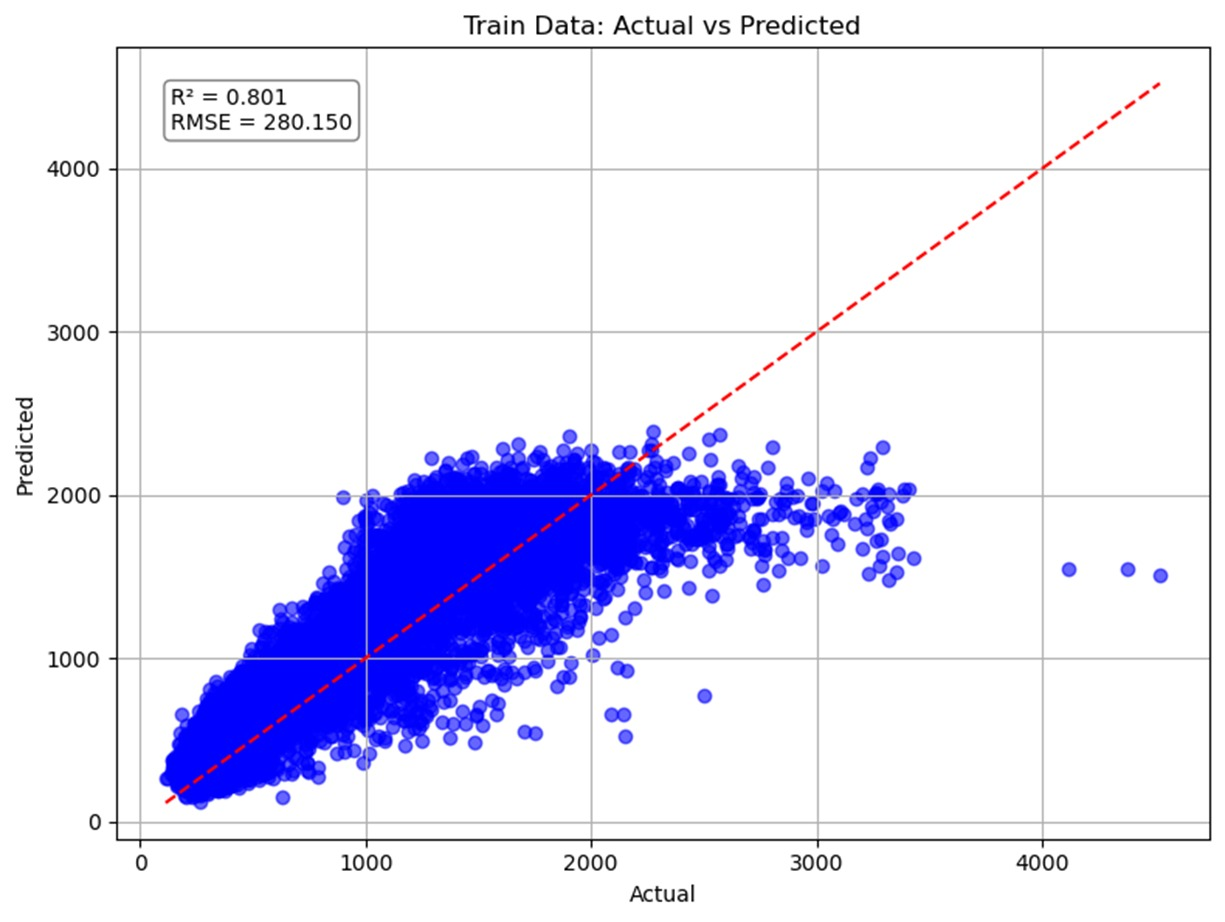 Train Data: Actual vs Predicted
R² = 0.801
RMSE = 280.150
4000
3000
2000
1000
0
Predicted
0 1000 2000 3000 4000
Actual